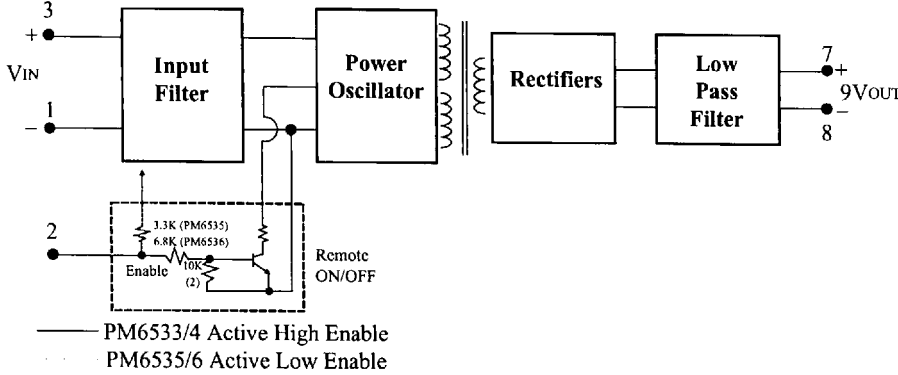 3
+
VIN
1
−
Input
Filter
Power
Oscillator
Rectifiers
Low
Pass
Filter
7
+
9VOUT
−
8
2
3.3K (PM6535)
6.8K (PM6536)
Enable
10K
(2)
Remote
ON/OFF
PM6533/4 Active High Enable
PM6535/6 Active Low Enable